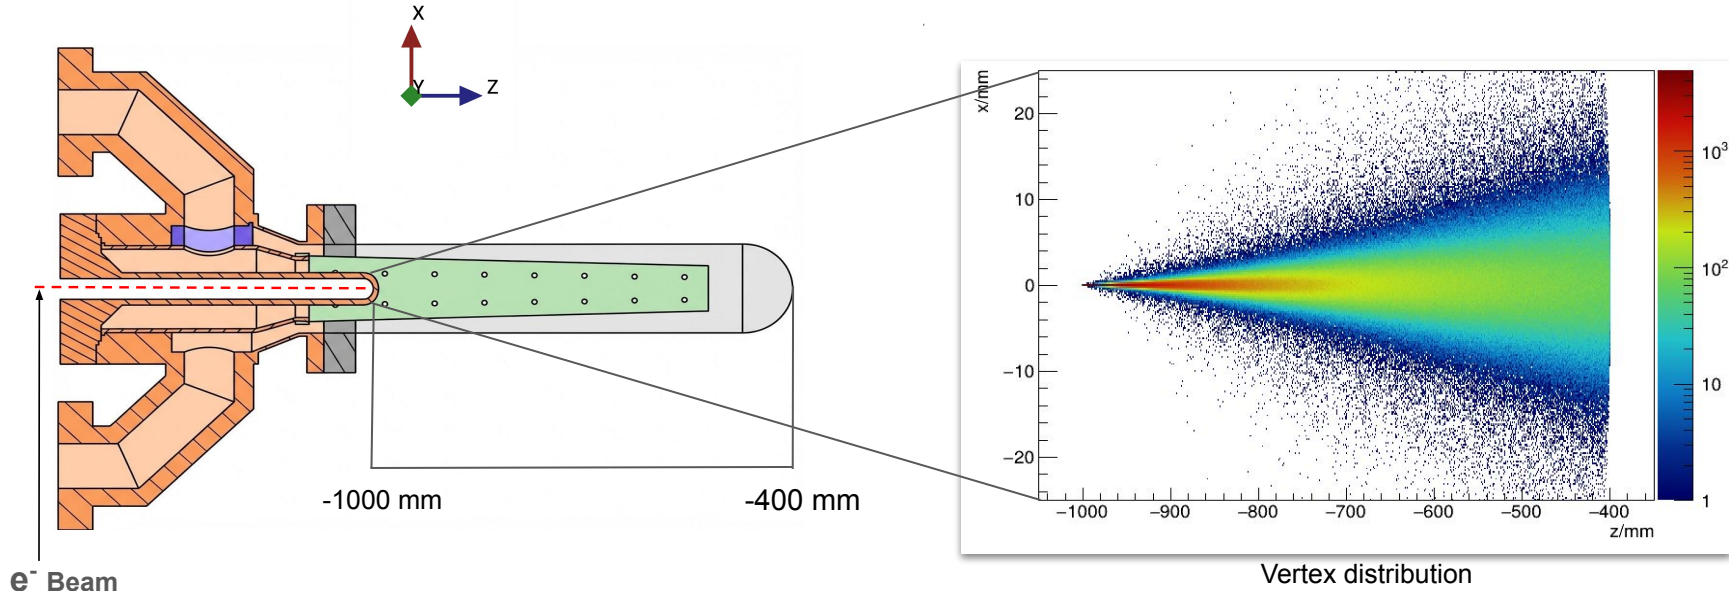 X
Y
Z
-1000 mm
-400 mm
e- Beam
x/mm
20
10
0
−10
−20
−1000 −900 −800 −700 −600 −500 −400
z/mm
10³
10²
10
1
Vertex distribution